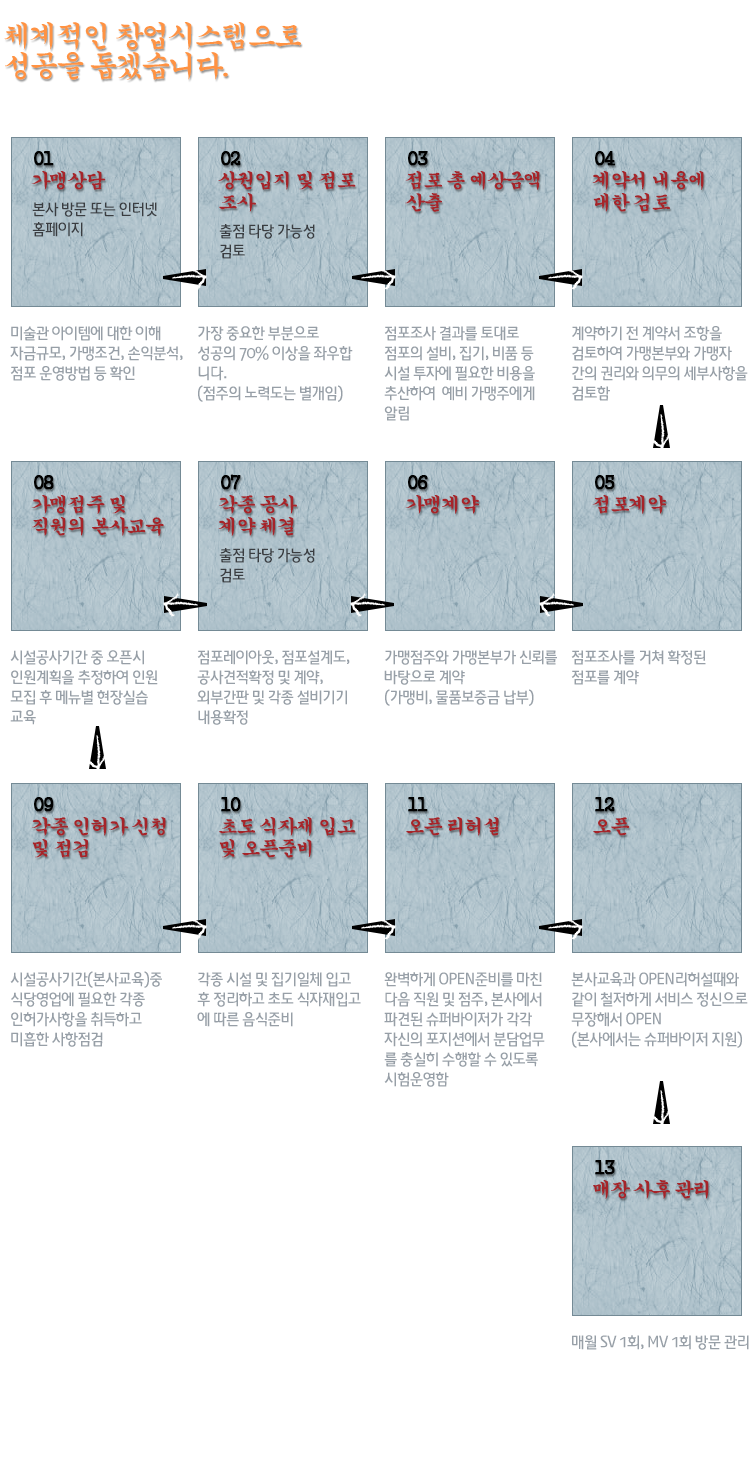 체계적인 창업시스템으로
성공을 돕겠습니다.
01
가맹상담
본사 방문 또는 인터넷
홈페이지
미술관 아이템에 대한 이해
자금규모, 가맹조건, 손익분석,
점포 운영방법 등 확인
02
상권입지 및 점포
조사
출점 타당 가능성
검토
가장 중요한 부분으로
성공의 70% 이상을 좌우합
니다.
(점주의 노력도는 별개임)
03
점포 총 예상금액
산출
점포조사 결과를 토대로
점포의 설비, 집기, 비품 등
시설 투자에 필요한 비용을
추산하여 예비 가맹주에게
알림
04
계약서 내용에
대한 검토
계약하기 전 계약서 조항을
검토하여 가맹본부와 가맹자
간의 권리와 의무의 세부사항을
검토함
05
점포계약
점포조사를 거쳐 확정된
점포를 계약
06
가맹계약
가맹점주와 가맹본부가 신뢰를
바탕으로 계약
(가맹비, 물품보증금 납부)
07
각종 공사
계약 체결
출점 타당 가능성
검토
점포레이아웃, 점포설계도,
공사견적확정 및 계약,
외부간판 및 각종 설비기기
내용확정
08
가맹점주 및
직원의 본사교육
시설공사기간 중 오픈시
인원계획을 추정하여 인원
모집 후 메뉴별 현장실습
교육
09
각종 인허가 신청
및 점검
시설공사기간(본사교육)중
식당영업에 필요한 각종
인허가사항을 취득하고
미흡한 사항점검
10
초도 식자재 입고
및 오픈준비
각종 시설 및 집기일체 입고
후 정리하고 초도 식자재입고
에 따른 음식준비
11
오픈 리허설
완벽하게 OPEN준비를 마친
다음 직원 및 점주, 본사에서
파견된 슈퍼바이저가 각각
자신의 포지션에서 분담업무
를 충실히 수행할 수 있도록
시험운영함
12
오픈
본사교육과 OPEN리허설때와
같이 철저하게 서비스 정신으로
무장해서 OPEN
(본사에서는 슈퍼바이저 지원)
13
매장 사후 관리
매월 SV 1회, MV 1회 방문 관리